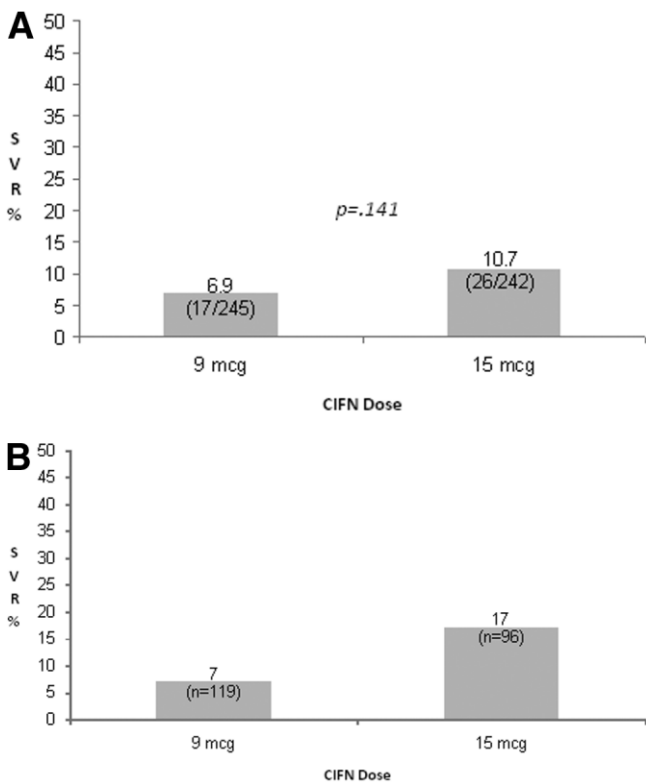 A
50
45
40
35
30
25
20
15
10
5
0
S
V
R
%
p=.141
6.9
(17/245)
10.7
(26/242)
9 mcg 15 mcg
CIFN Dose
B
50
45
40
35
30
25
20
15
10
5
0
S
V
R
%
7
(n=119)
17
(n=96)
9 mcg 15 mcg
CIFN Dose